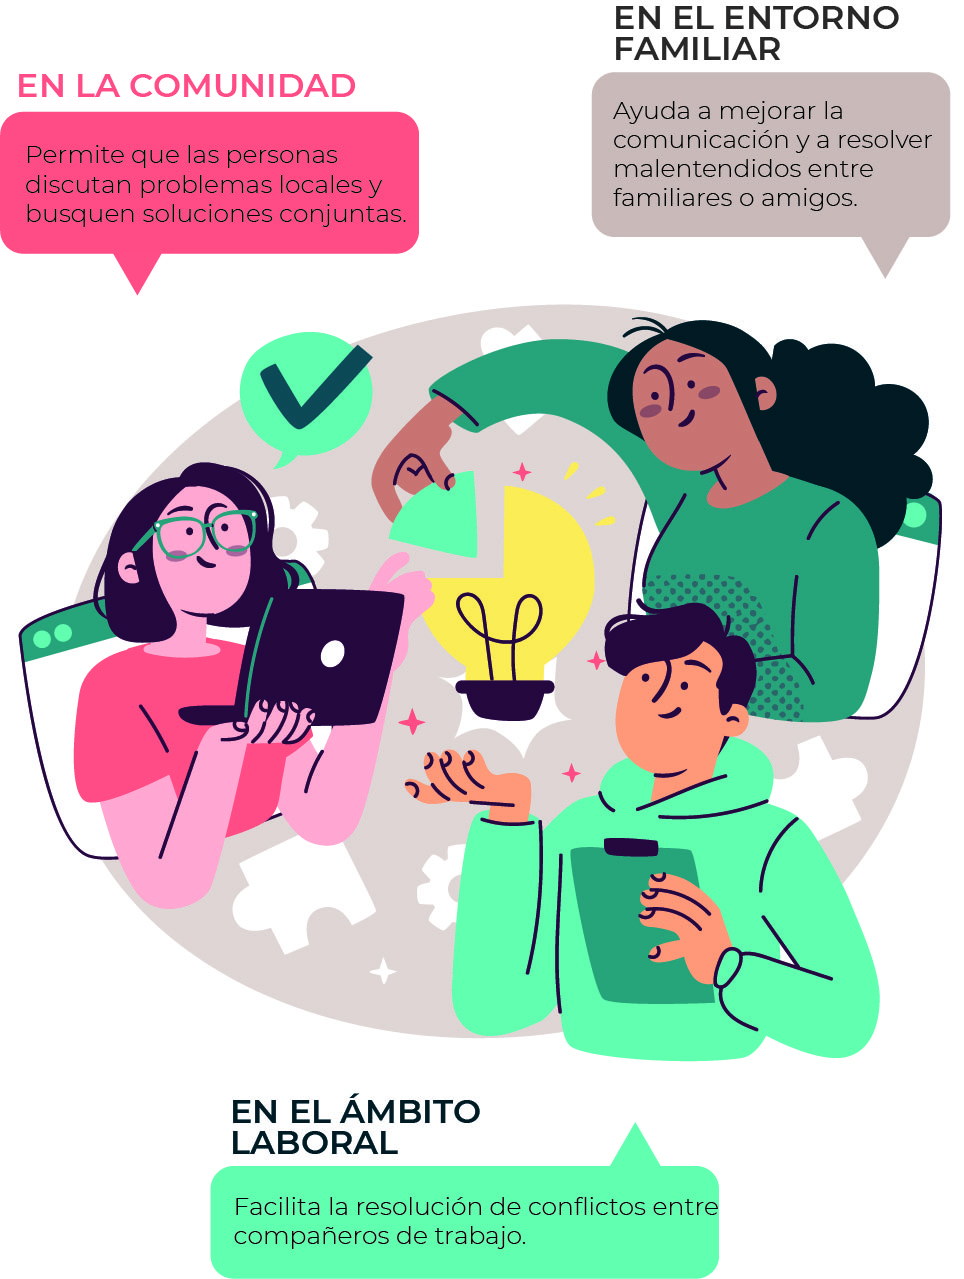 EN LA COMUNIDAD
Permite que las personas
discutan problemas locales y
busquen soluciones conjuntas.
EN EL ENTORNO
FAMILIAR
Ayuda a mejorar la
comunicación y a resolver
malentendidos entre
familiares o amigos.
EN EL ÁMBITO
LABORAL
Facilita la resolución de conflictos entre
compañeros de trabajo.